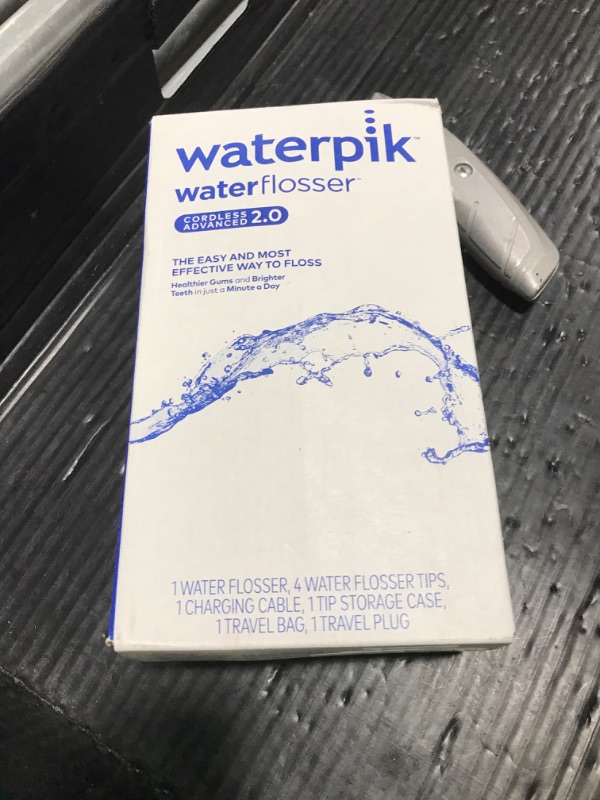 waterpik™
waterflosser™
CORDLESS
ADVANCED 2.0
THE EASY AND MOST
EFFECTIVE WAY TO FLOSS
Healthier Gums and Brighter
Teeth in just a Minute a Day
1 WATER FLOSSER, 4 WATER FLOSSER TIPS,
1 CHARGING CABLE, 1 TIP STORAGE CASE,
1 TRAVEL BAG, 1 TRAVEL PLUG